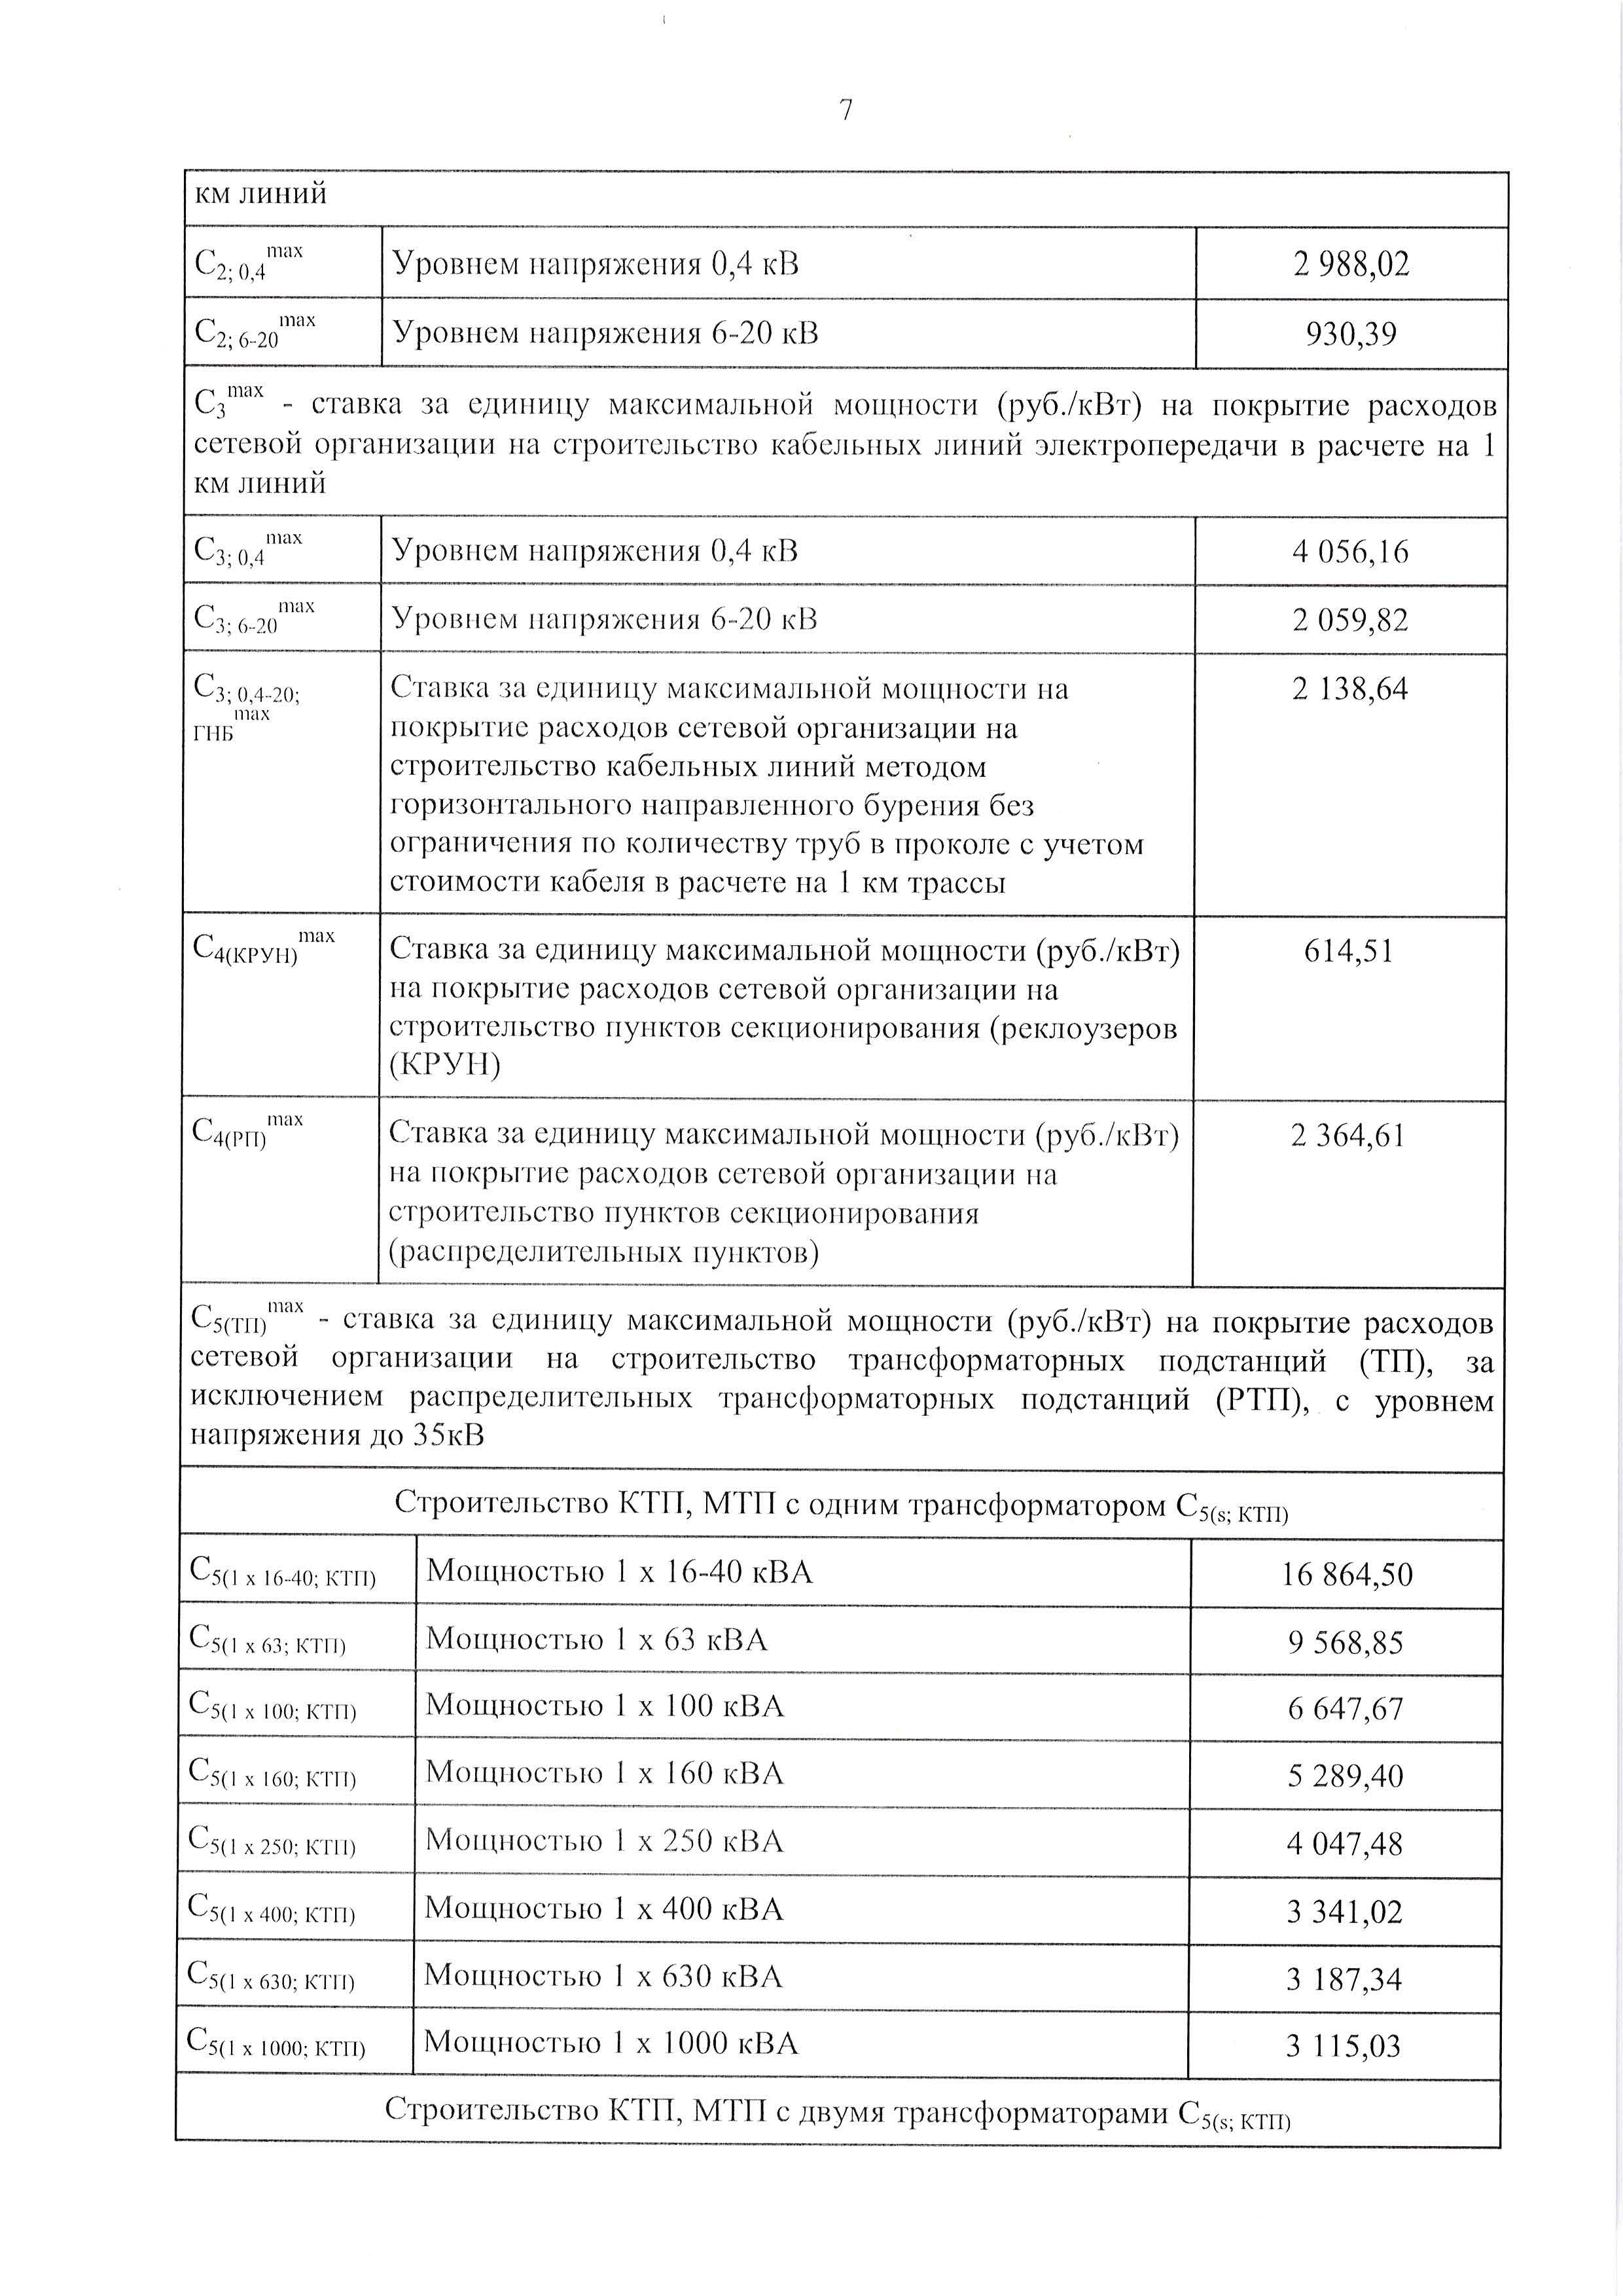 7
км линий
C2; 0,4 max Уровнем напряжения 0,4 кВ 2 988,02
C2; 6-20 max Уровнем напряжения 6-20 кВ 930,39
C3 max - ставка за единицу максимальной мощности (руб./кВт) на покрытие расходов
сетевой организации на строительство кабельных линий электропередачи в расчете на 1
км линий
C3; 0,4 max Уровнем напряжения 0,4 кВ 4 056,16
C3; 6-20 max Уровнем напряжения 6-20 кВ 2 059,82
C3; 0,4-20; ГНБ max Ставка за единицу максимальной мощности на 2 138,64
покрытие расходов сетевой организации на
строительство кабельных линий методом
горизонтального направленного бурения без
ограничения по количеству труб в проколе с учетом
стоимости кабеля в расчете на 1 км трассы
C4(КРУН) max Ставка за единицу максимальной мощности (руб./кВт) 614,51
на покрытие расходов сетевой организации на
строительство пунктов секционирования (реклоузеров
(КРУН)
C4(РП) max Ставка за единицу максимальной мощности (руб./кВт) 2 364,61
на покрытие расходов сетевой организации на
строительство пунктов секционирования
(распределительных пунктов)
C5(ТП) max - ставка за единицу максимальной мощности (руб./кВт) на покрытие расходов
сетевой организации на строительство трансформаторных подстанций (ТП), за
исключением распределительных трансформаторных подстанций (РТП), с уровнем
напряжения до 35кВ
Строительство КТП, МТП с одним трансформатором C5(s; КТП)
C5(1 х 16-40; КТП) Мощностью 1 х 16-40 кВА 16 864,50
C5(1 х 63; КТП) Мощностью 1 х 63 кВА 9 568,85
C5(1 х 100; КТП) Мощностью 1 х 100 кВА 6 647,67
C5(1 х 160; КТП) Мощностью 1 х 160 кВА 5 289,40
C5(1 х 250; КТП) Мощностью 1 х 250 кВА 4 047,48
C5(1 х 400; КТП) Мощностью 1 х 400 кВА 3 341,02
C5(1 х 630; КТП) Мощностью 1 х 630 кВА 3 187,34
C5(1 х 1000; КТП) Мощностью 1 х 1000 кВА 3 115,03
Строительство КТП, МТП с двумя трансформаторами C5(s; КТП)